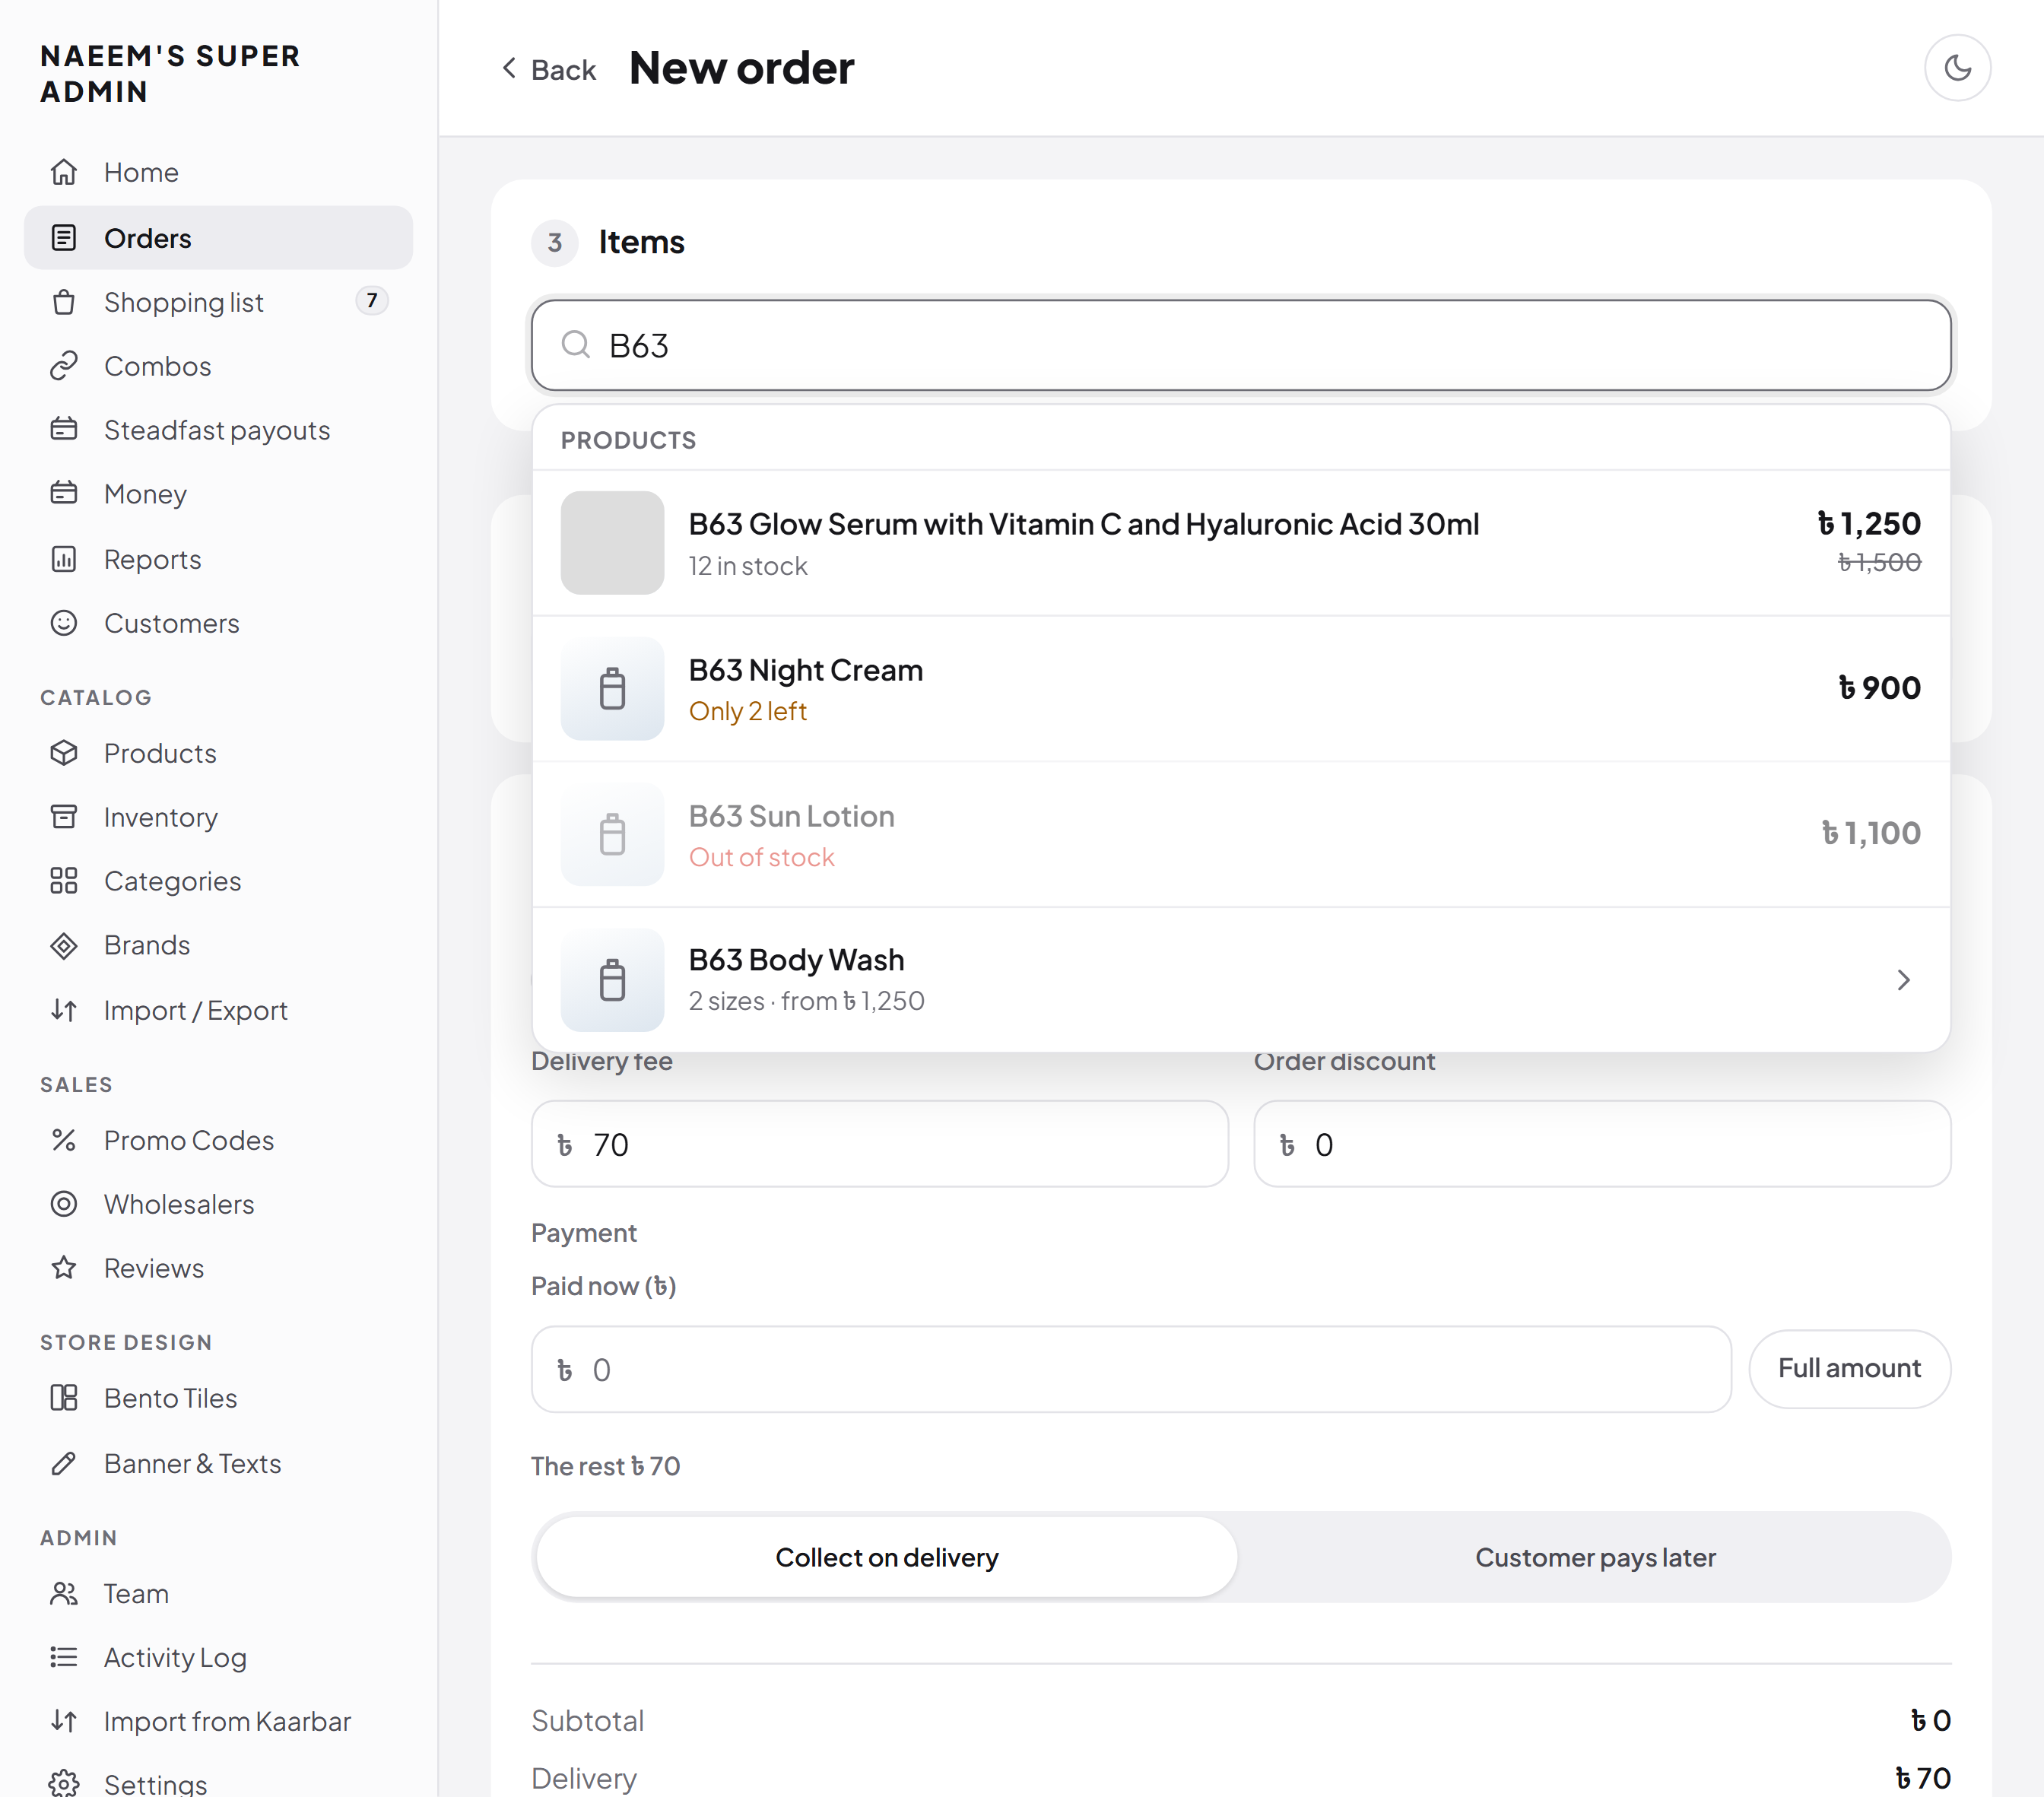 NAEEM'S SUPER
ADMIN
Home
Orders
Shopping list 7
Combos
Steadfast payouts
Money
Reports
Customers
CATALOG
Products
Inventory
Categories
Brands
Import / Export
SALES
Promo Codes
Wholesalers
Reviews
STORE DESIGN
Bento Tiles
Banner & Texts
ADMIN
Team
Activity Log
Import from Kaarbar
Settings
Back New order
3 Items
B63
PRODUCTS
B63 Glow Serum with Vitamin C and Hyaluronic Acid 30ml ৳ 1,250
12 in stock ৳ 1,500
B63 Night Cream ৳ 900
Only 2 left
B63 Sun Lotion ৳ 1,100
Out of stock
B63 Body Wash
2 sizes · from ৳ 1,250
Delivery fee Order discount
৳ 70 ৳ 0
Payment
Paid now (৳)
৳ 0 Full amount
The rest ৳ 70
Collect on delivery Customer pays later
Subtotal ৳ 0
Delivery ৳ 70